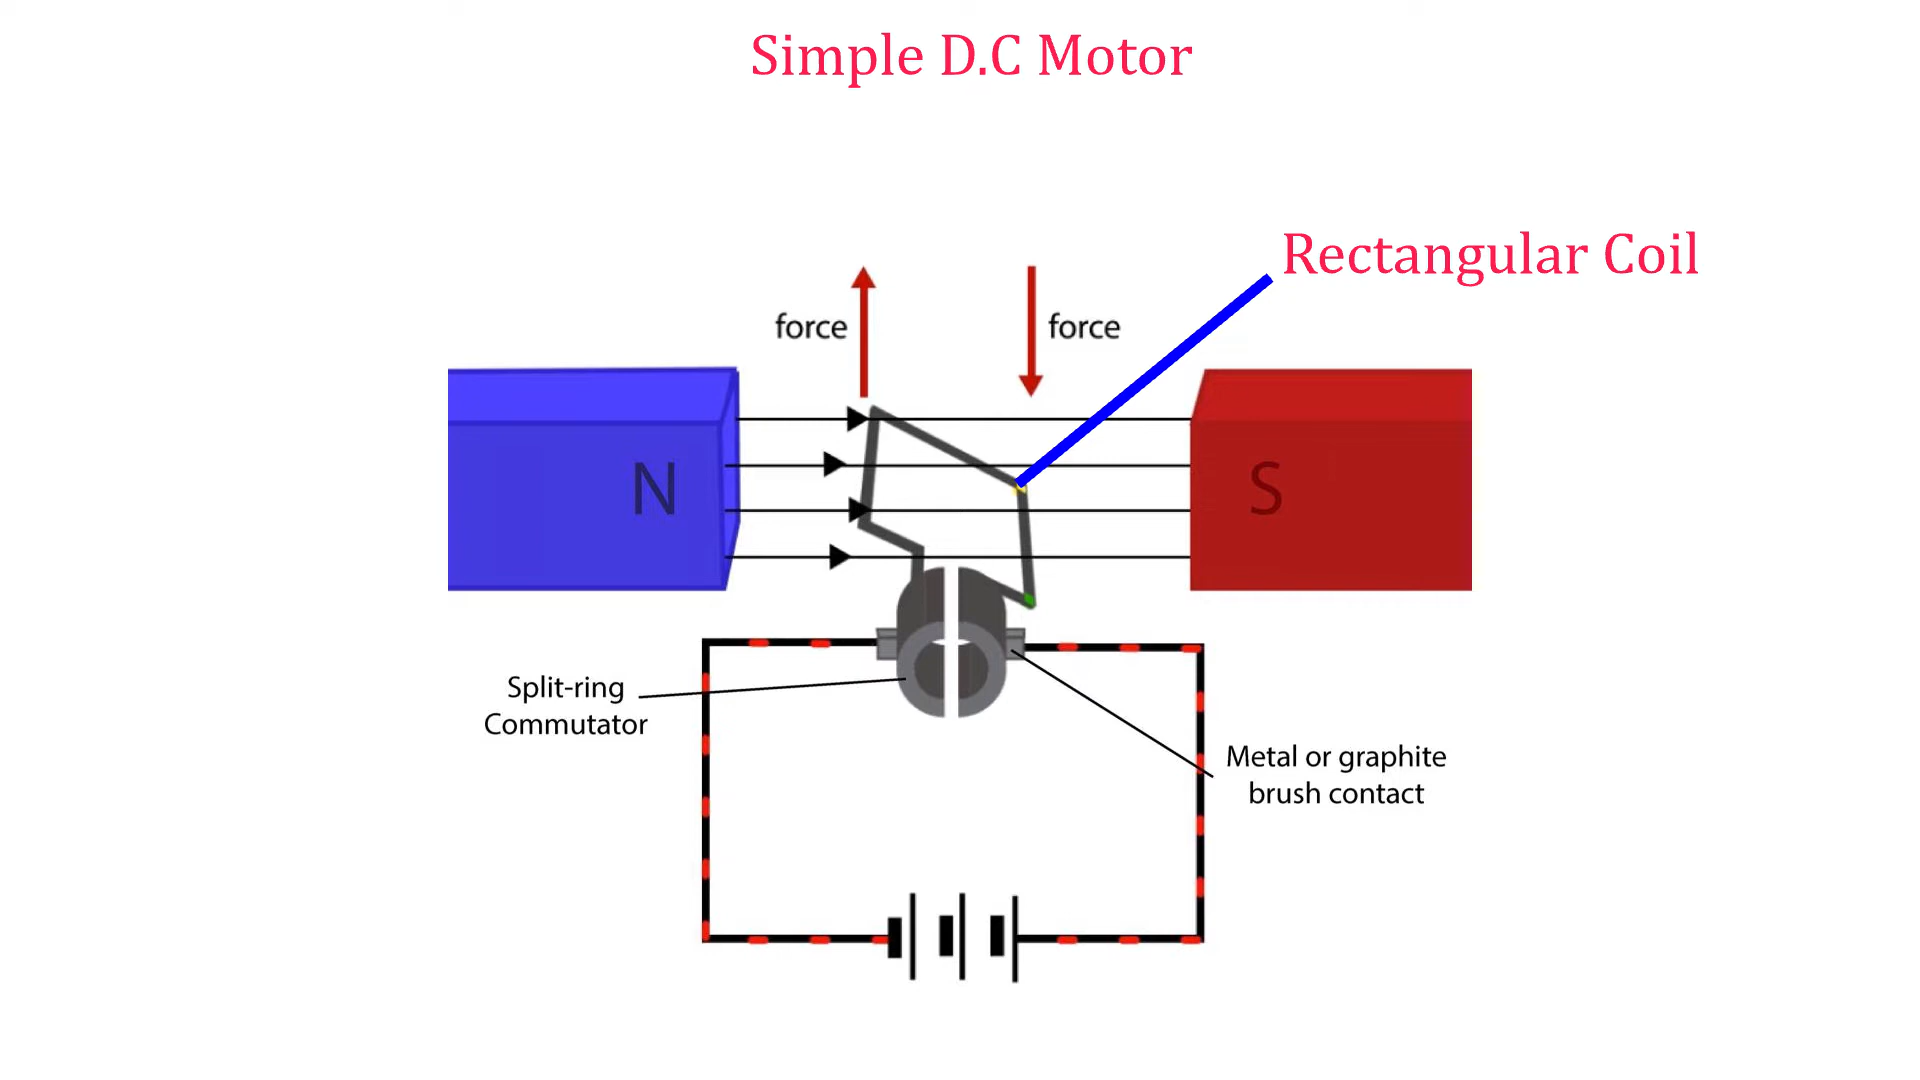 Simple D.C Motor
Rectangular Coil
force
force
N
S
Split-ring
Commutator
Metal or graphite
brush contact